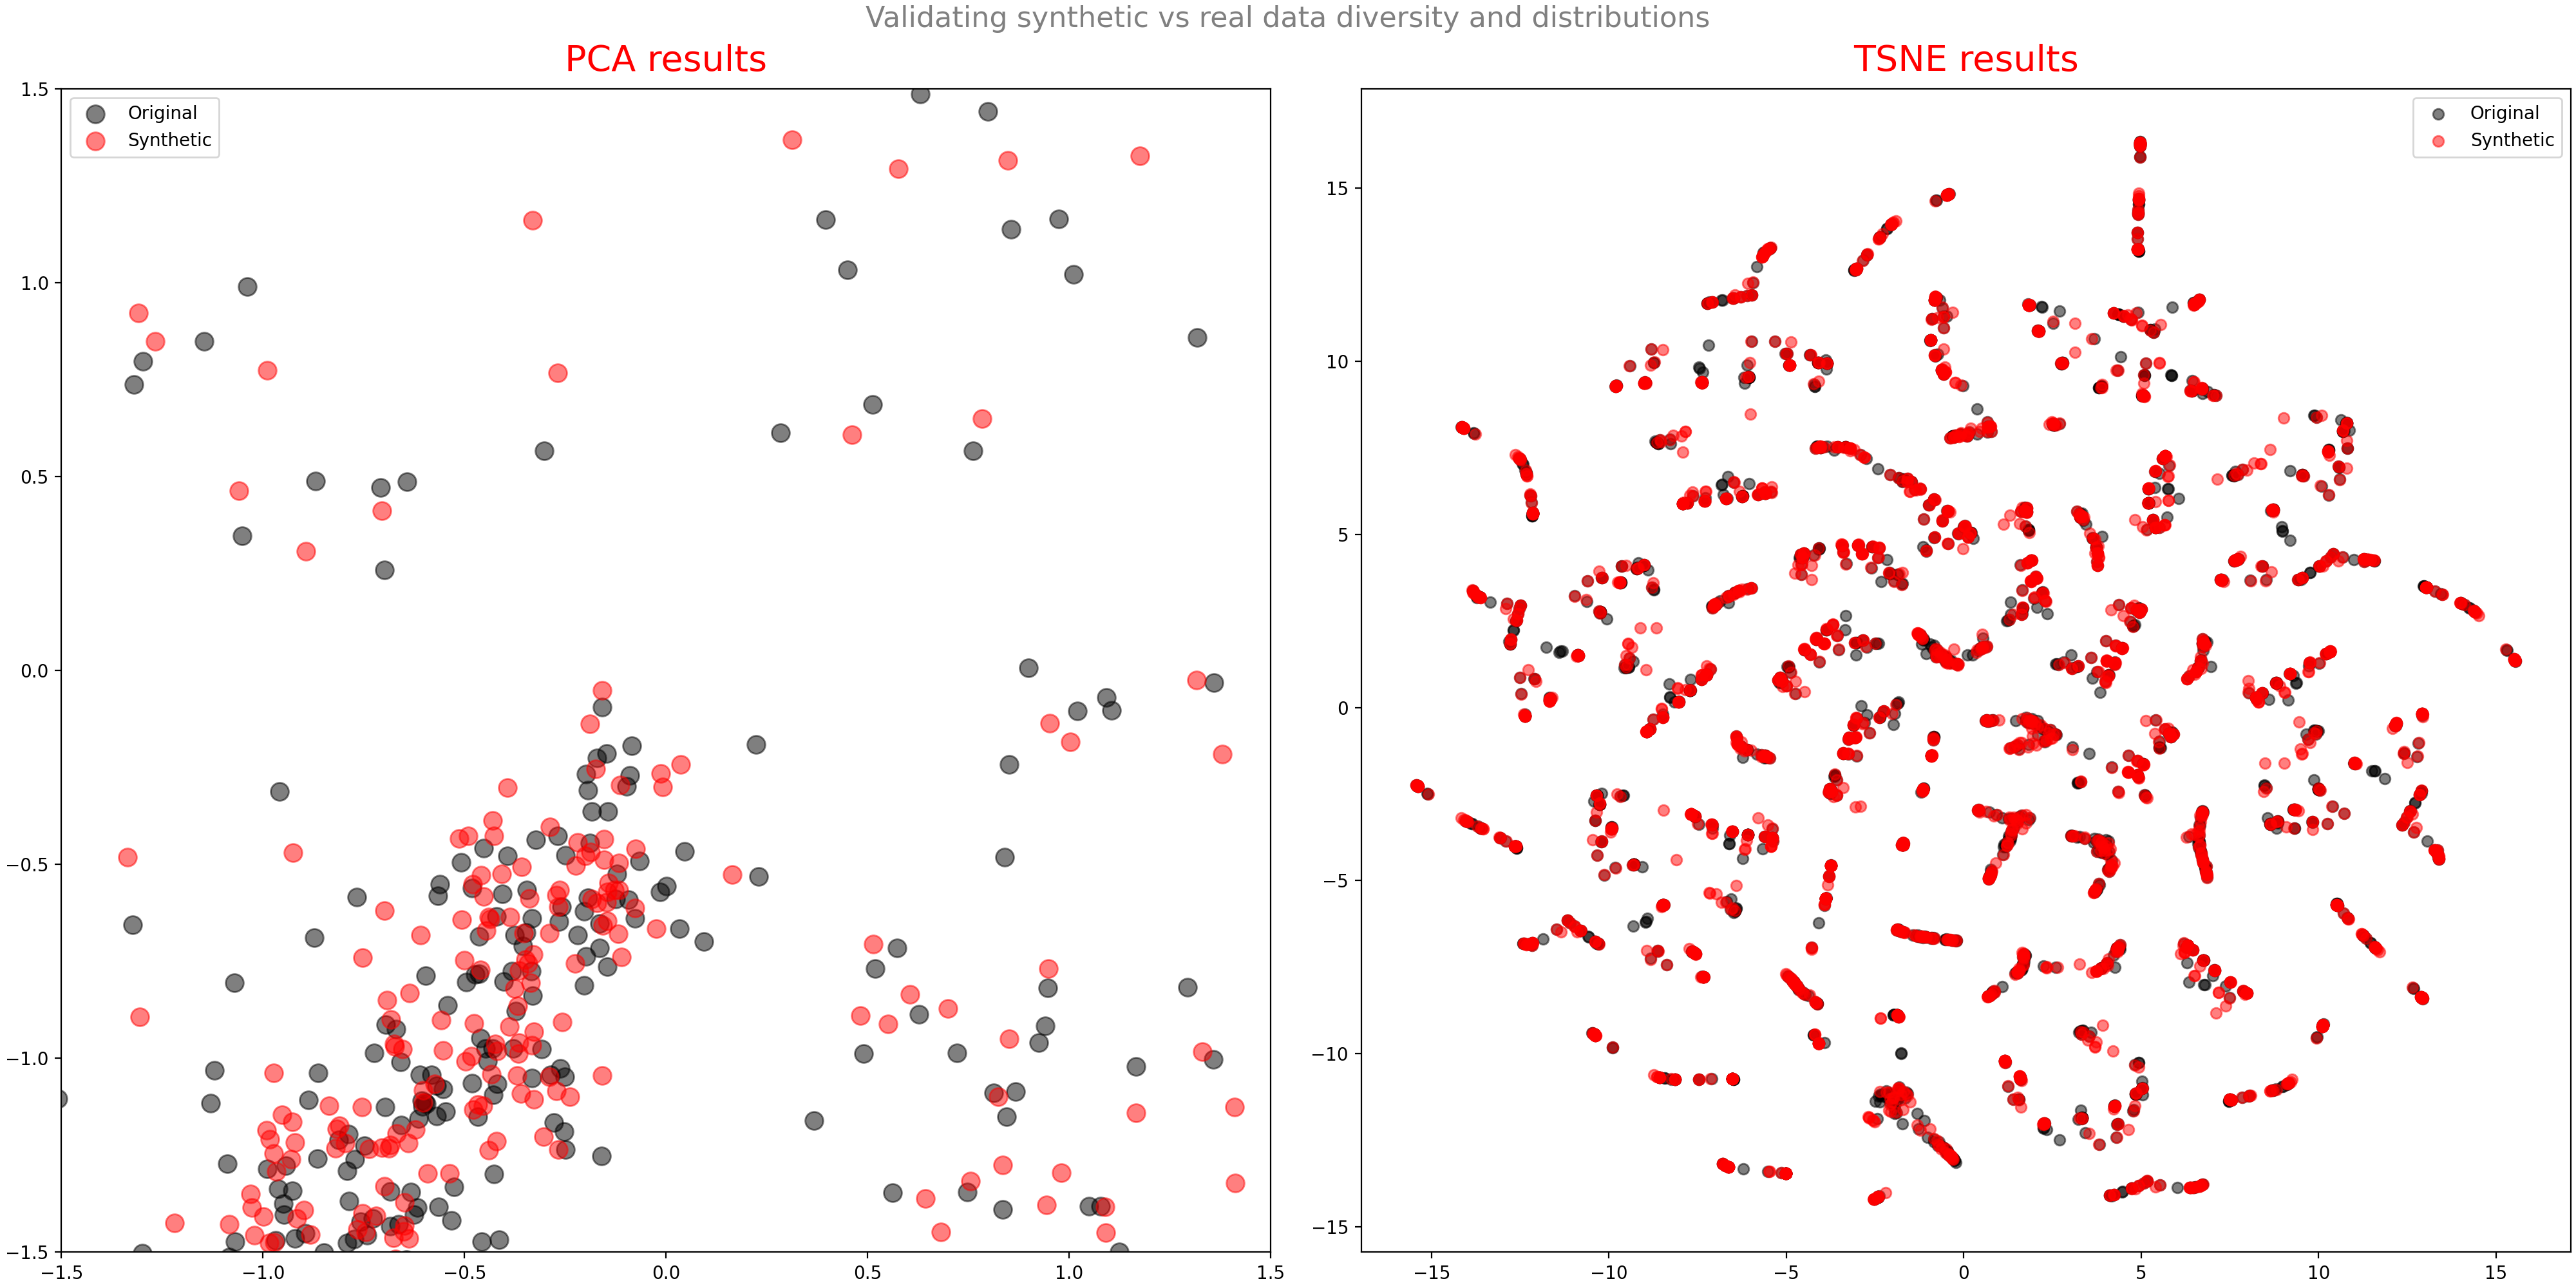 Validating synthetic vs real data diversity and distributions
PCA results
Original
Synthetic
1.5
1.0
0.5
0.0
−0.5
−1.0
−1.5
−1.5 −1.0 −0.5 0.0 0.5 1.0 1.5
TSNE results
Original
Synthetic
15
10
5
0
−5
−10
−15
−15 −10 −5 0 5 10 15